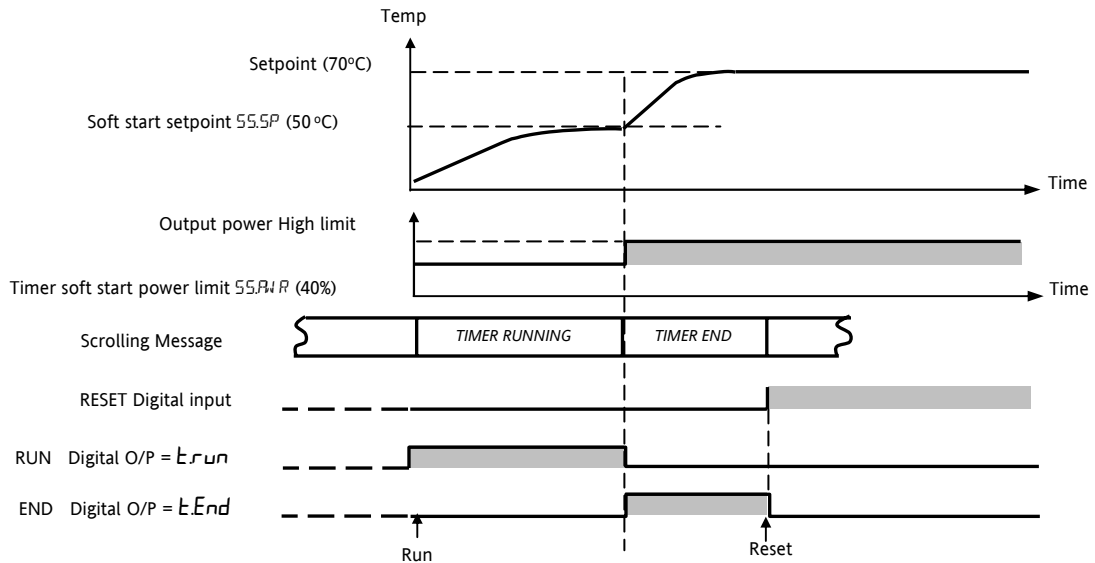 Temp
Setpoint (70°C)
Soft start setpoint SS.SP (50 °C)
Time
Output power High limit
Timer soft start power limit SS.PWR (40%)
Time
Scrolling Message
TIMER RUNNING
TIMER END
RESET Digital input
RUN Digital O/P = t.run
END Digital O/P = t.End
Run
Reset